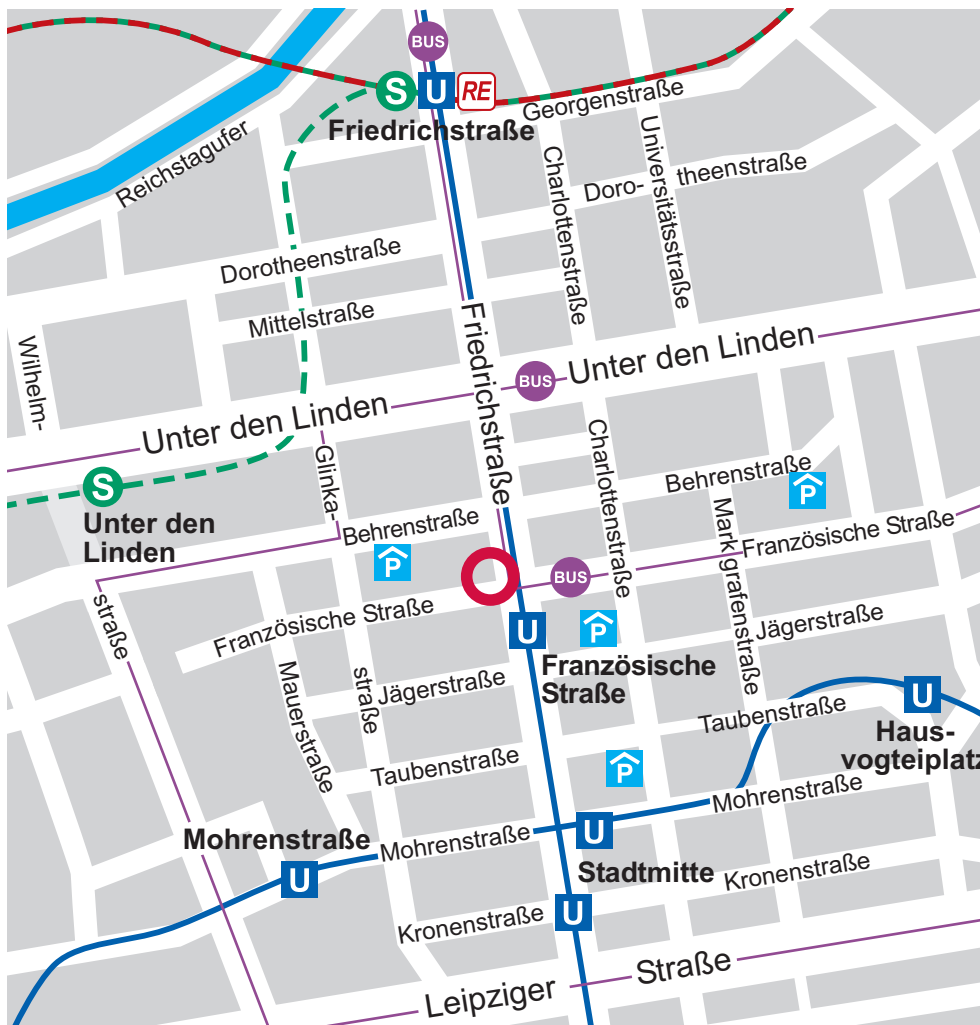 BUS
S
U
RE
Friedrichstraße
Georgenstraße
Reichstagufer
Charlottenstraße
Universitätsstraße
Doro-
theenstraße
Dorotheenstraße
Mittelstraße
Friedrichstraße
Wilhelm-
BUS
Unter den Linden
Unter den Linden
Glinka-
Charlottenstraße
Behrenstraße
P
S
Unter den
Linden
Behrenstraße
P
Markgrafenstraße
Französische Straße
BUS
straße
Französische Straße
U
P
Jägerstraße
Französische
Straße
Mauerstraße
straße
Jägerstraße
U
Taubenstraße
Haus-
vogteiplatz
Taubenstraße
P
Mohrenstraße
Mohrenstraße
U
Mohrenstraße
U
Stadtmitte
Kronenstraße
Kronenstraße
U
Leipziger
Straße